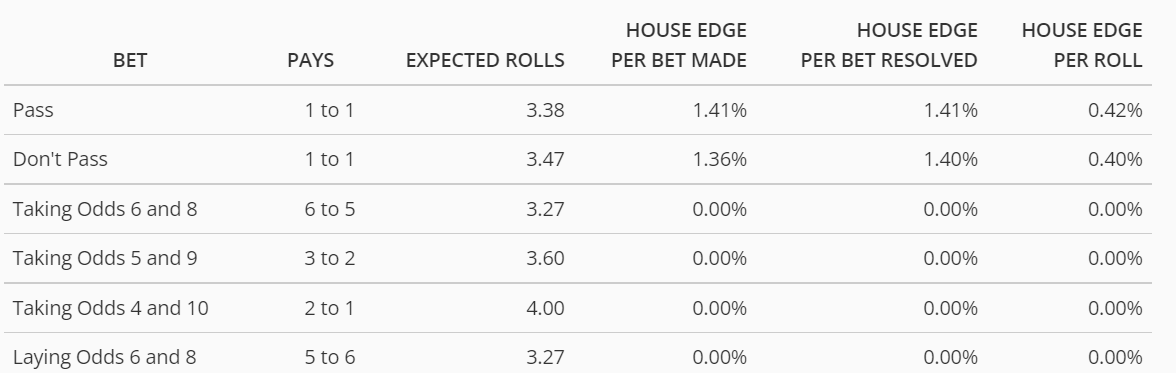 BET PAYS EXPECTED ROLLS HOUSE EDGE PER BET MADE HOUSE EDGE PER BET RESOLVED HOUSE EDGE PER ROLL
Pass 1 to 1 3.38 1.41% 1.41% 0.42%
Don't Pass 1 to 1 3.47 1.36% 1.40% 0.40%
Taking Odds 6 and 8 6 to 5 3.27 0.00% 0.00% 0.00%
Taking Odds 5 and 9 3 to 2 3.60 0.00% 0.00% 0.00%
Taking Odds 4 and 10 2 to 1 4.00 0.00% 0.00% 0.00%
Laying Odds 6 and 8 5 to 6 3.27 0.00% 0.00% 0.00%